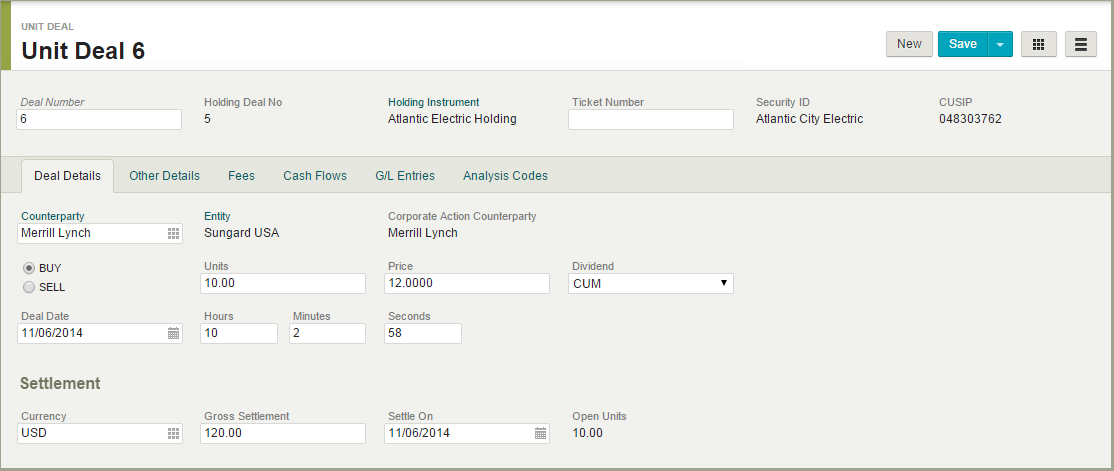 UNIT DEAL
Unit Deal 6
New Save
Deal Number Holding Deal No Holding Instrument Ticket Number Security ID CUSIP
6 5 Atlantic Electric Holding Atlantic City Electric 048303762
Deal Details Other Details Fees Cash Flows G/L Entries Analysis Codes
Counterparty Entity Corporate Action Counterparty
Merrill Lynch Sungard USA Merrill Lynch
BUY
SELL
Units Price Dividend
10.00 12.0000 CUM
Deal Date Hours Minutes Seconds
11/06/2014 10 2 58
Settlement
Currency Gross Settlement Settle On Open Units
USD 120.00 11/06/2014 10.00